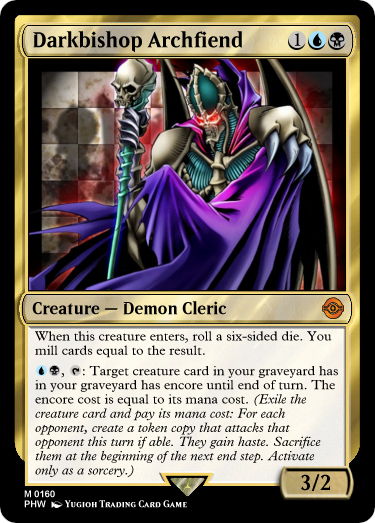 Darkbishop Archfiend 1
Creature — Demon Cleric
When this creature enters, roll a six-sided die. You
mill cards equal to the result.
, : Target creature card in your graveyard has
in your graveyard has encore until end of turn. The
encore cost is equal to its mana cost. (Exile the
creature card and pay its mana cost: For each
opponent, create a token copy that attacks that
opponent this turn if able. They gain haste. Sacrifice
them at the beginning of the next end step. Activate
only as a sorcery.)
3/2
M 0160
PHW Yugioh Trading Card Game